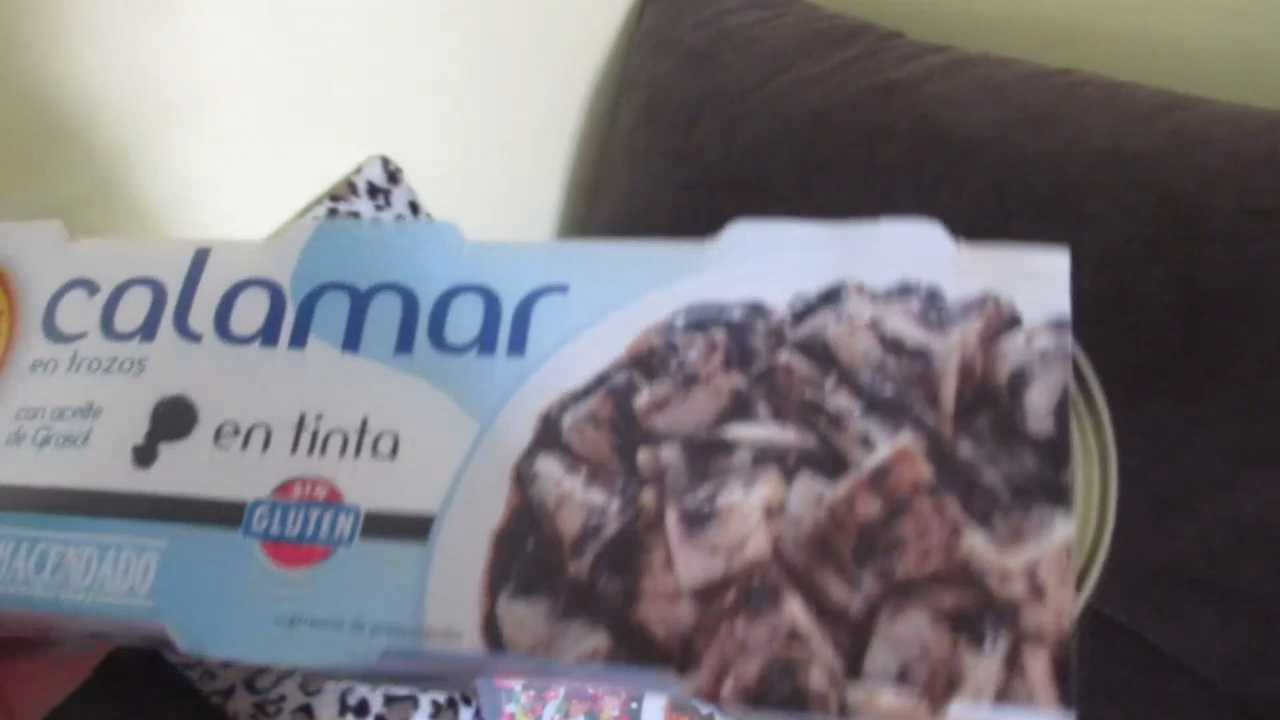 calamar
en trozos
con aceite
de Girasol
en tinta
SIN
GLUTEN
HACENDADO